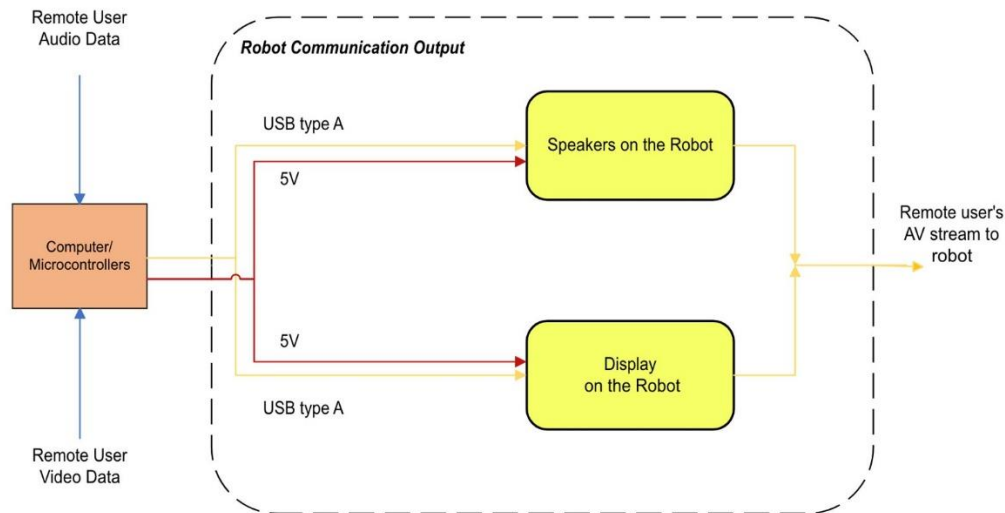 Remote User
Audio Data
Robot Communication Output
USB type A
Speakers on the Robot
5V
Computer/
Microcontrollers
Remote user's
AV stream to
robot
5V
Display
on the Robot
USB type A
Remote User
Video Data